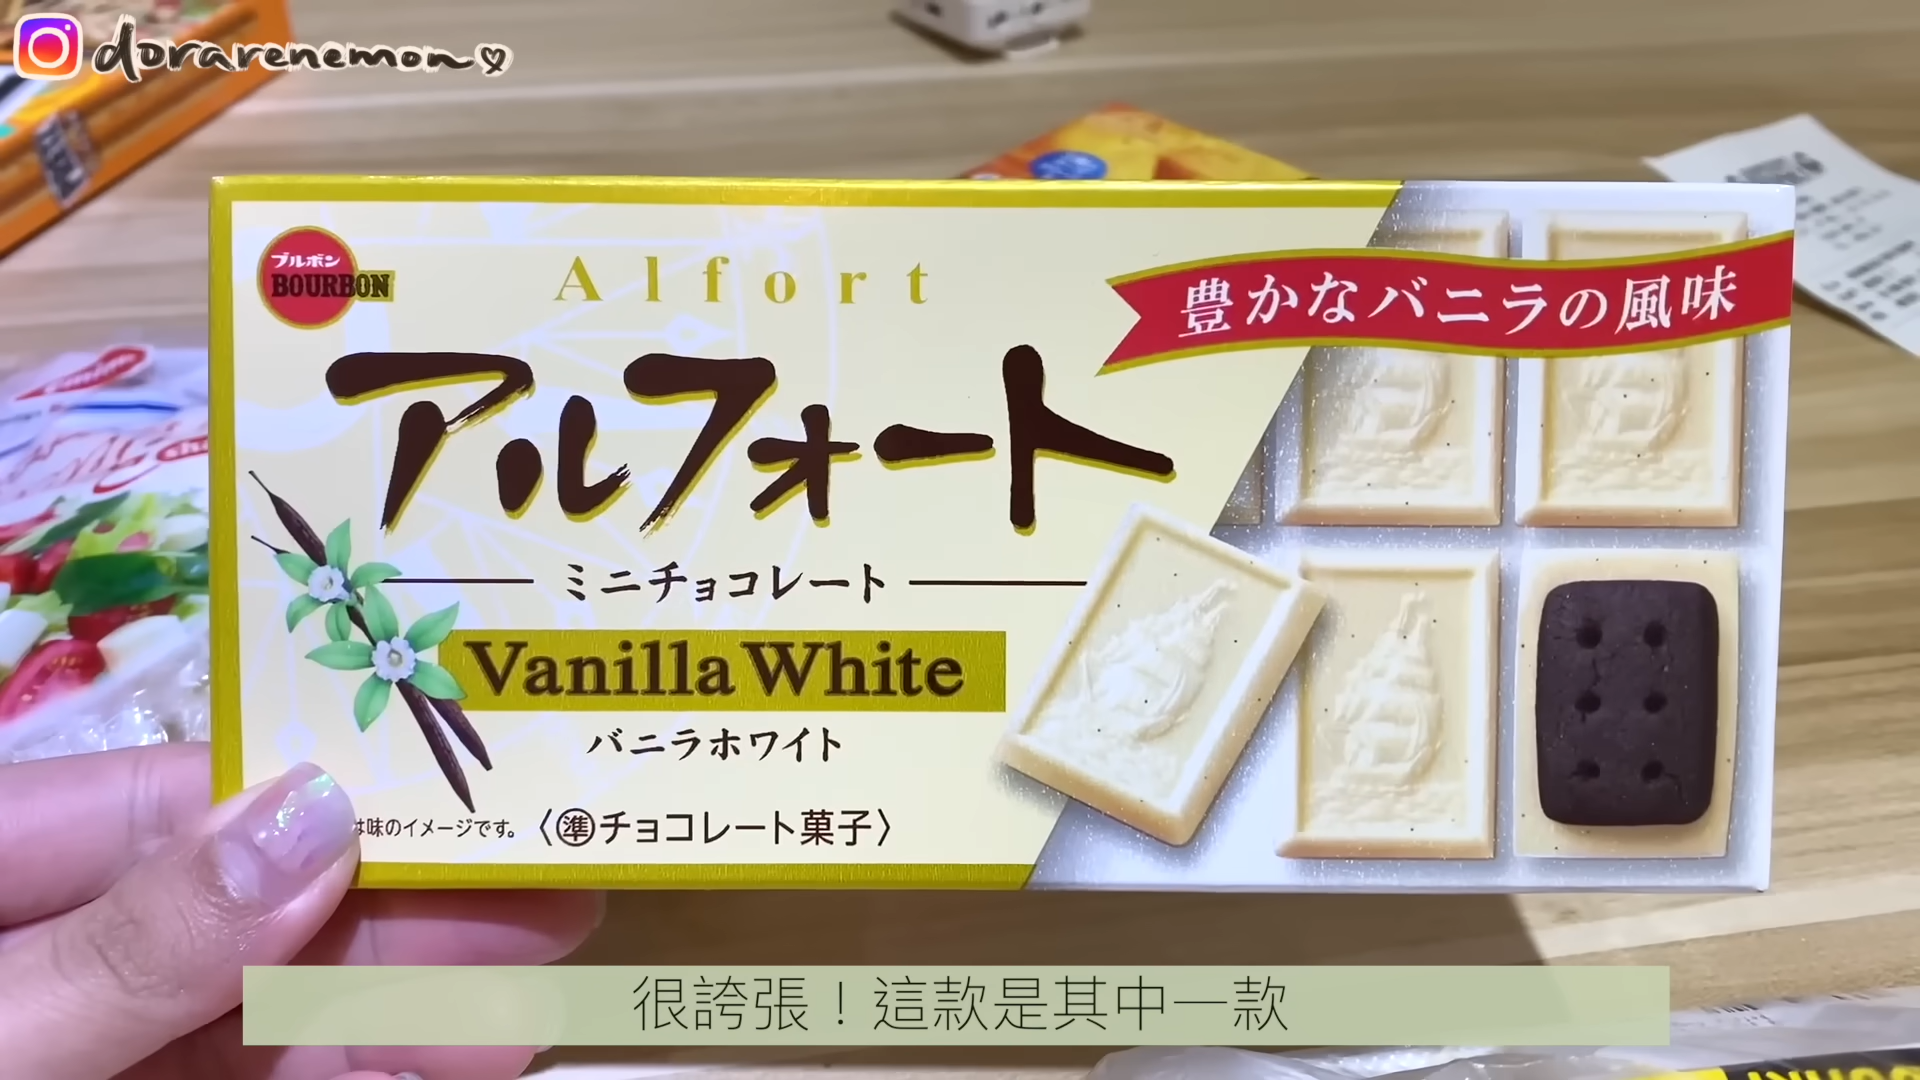 dorarenemon
ブルボン
BOURBON
Alfort
豊かなバニラの風味
アルフォート
ミニチョコレート
Vanilla White
バニラホワイト
は味のイメージです。
〈㊜チョコレート菓子〉
很誇張！這款是其中一款